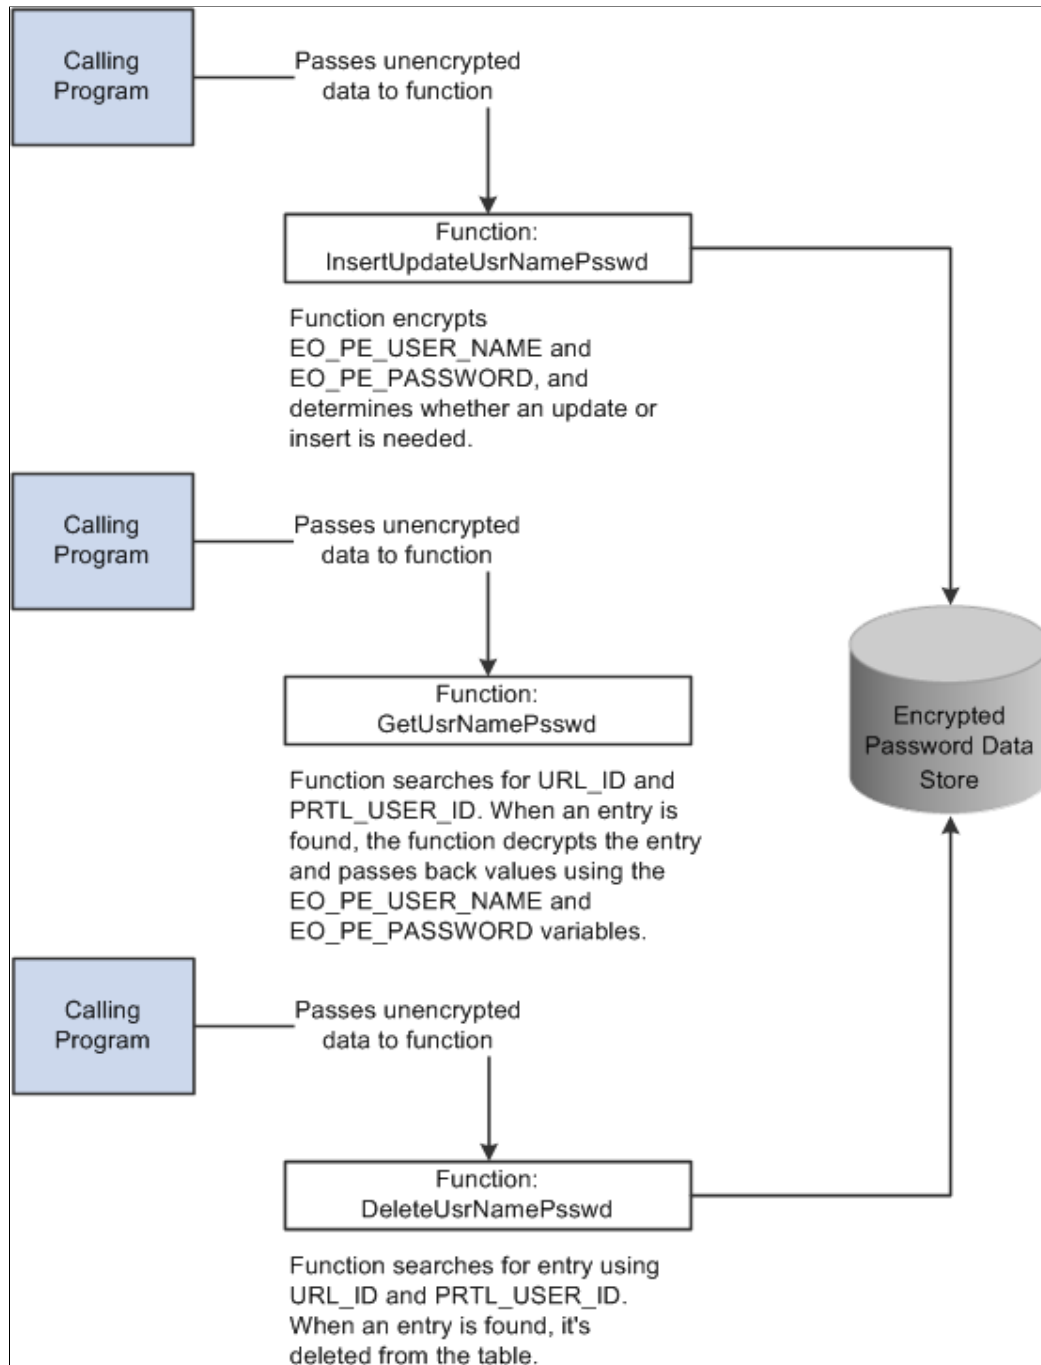 Calling
Program
Passes unencrypted
data to function
Function:
InsertUpdateUsrNamePsswd
Function encrypts
EO_PE_USER_NAME and
EO_PE_PASSWORD, and
determines whether an update or
insert is needed.
Calling
Program
Passes unencrypted
data to function
Function:
GetUsrNamePsswd
Encrypted
Password Data
Store
Function searches for URL_ID and
PRTL_USER_ID. When an entry is
found, the function decrypts the entry
and passes back values using the
EO_PE_USER_NAME and
EO_PE_PASSWORD variables.
Calling
Program
Passes unencrypted
data to function
Function:
DeleteUsrNamePsswd
Function searches for entry using
URL_ID and PRTL_USER_ID.
When an entry is found, it's
deleted from the table.